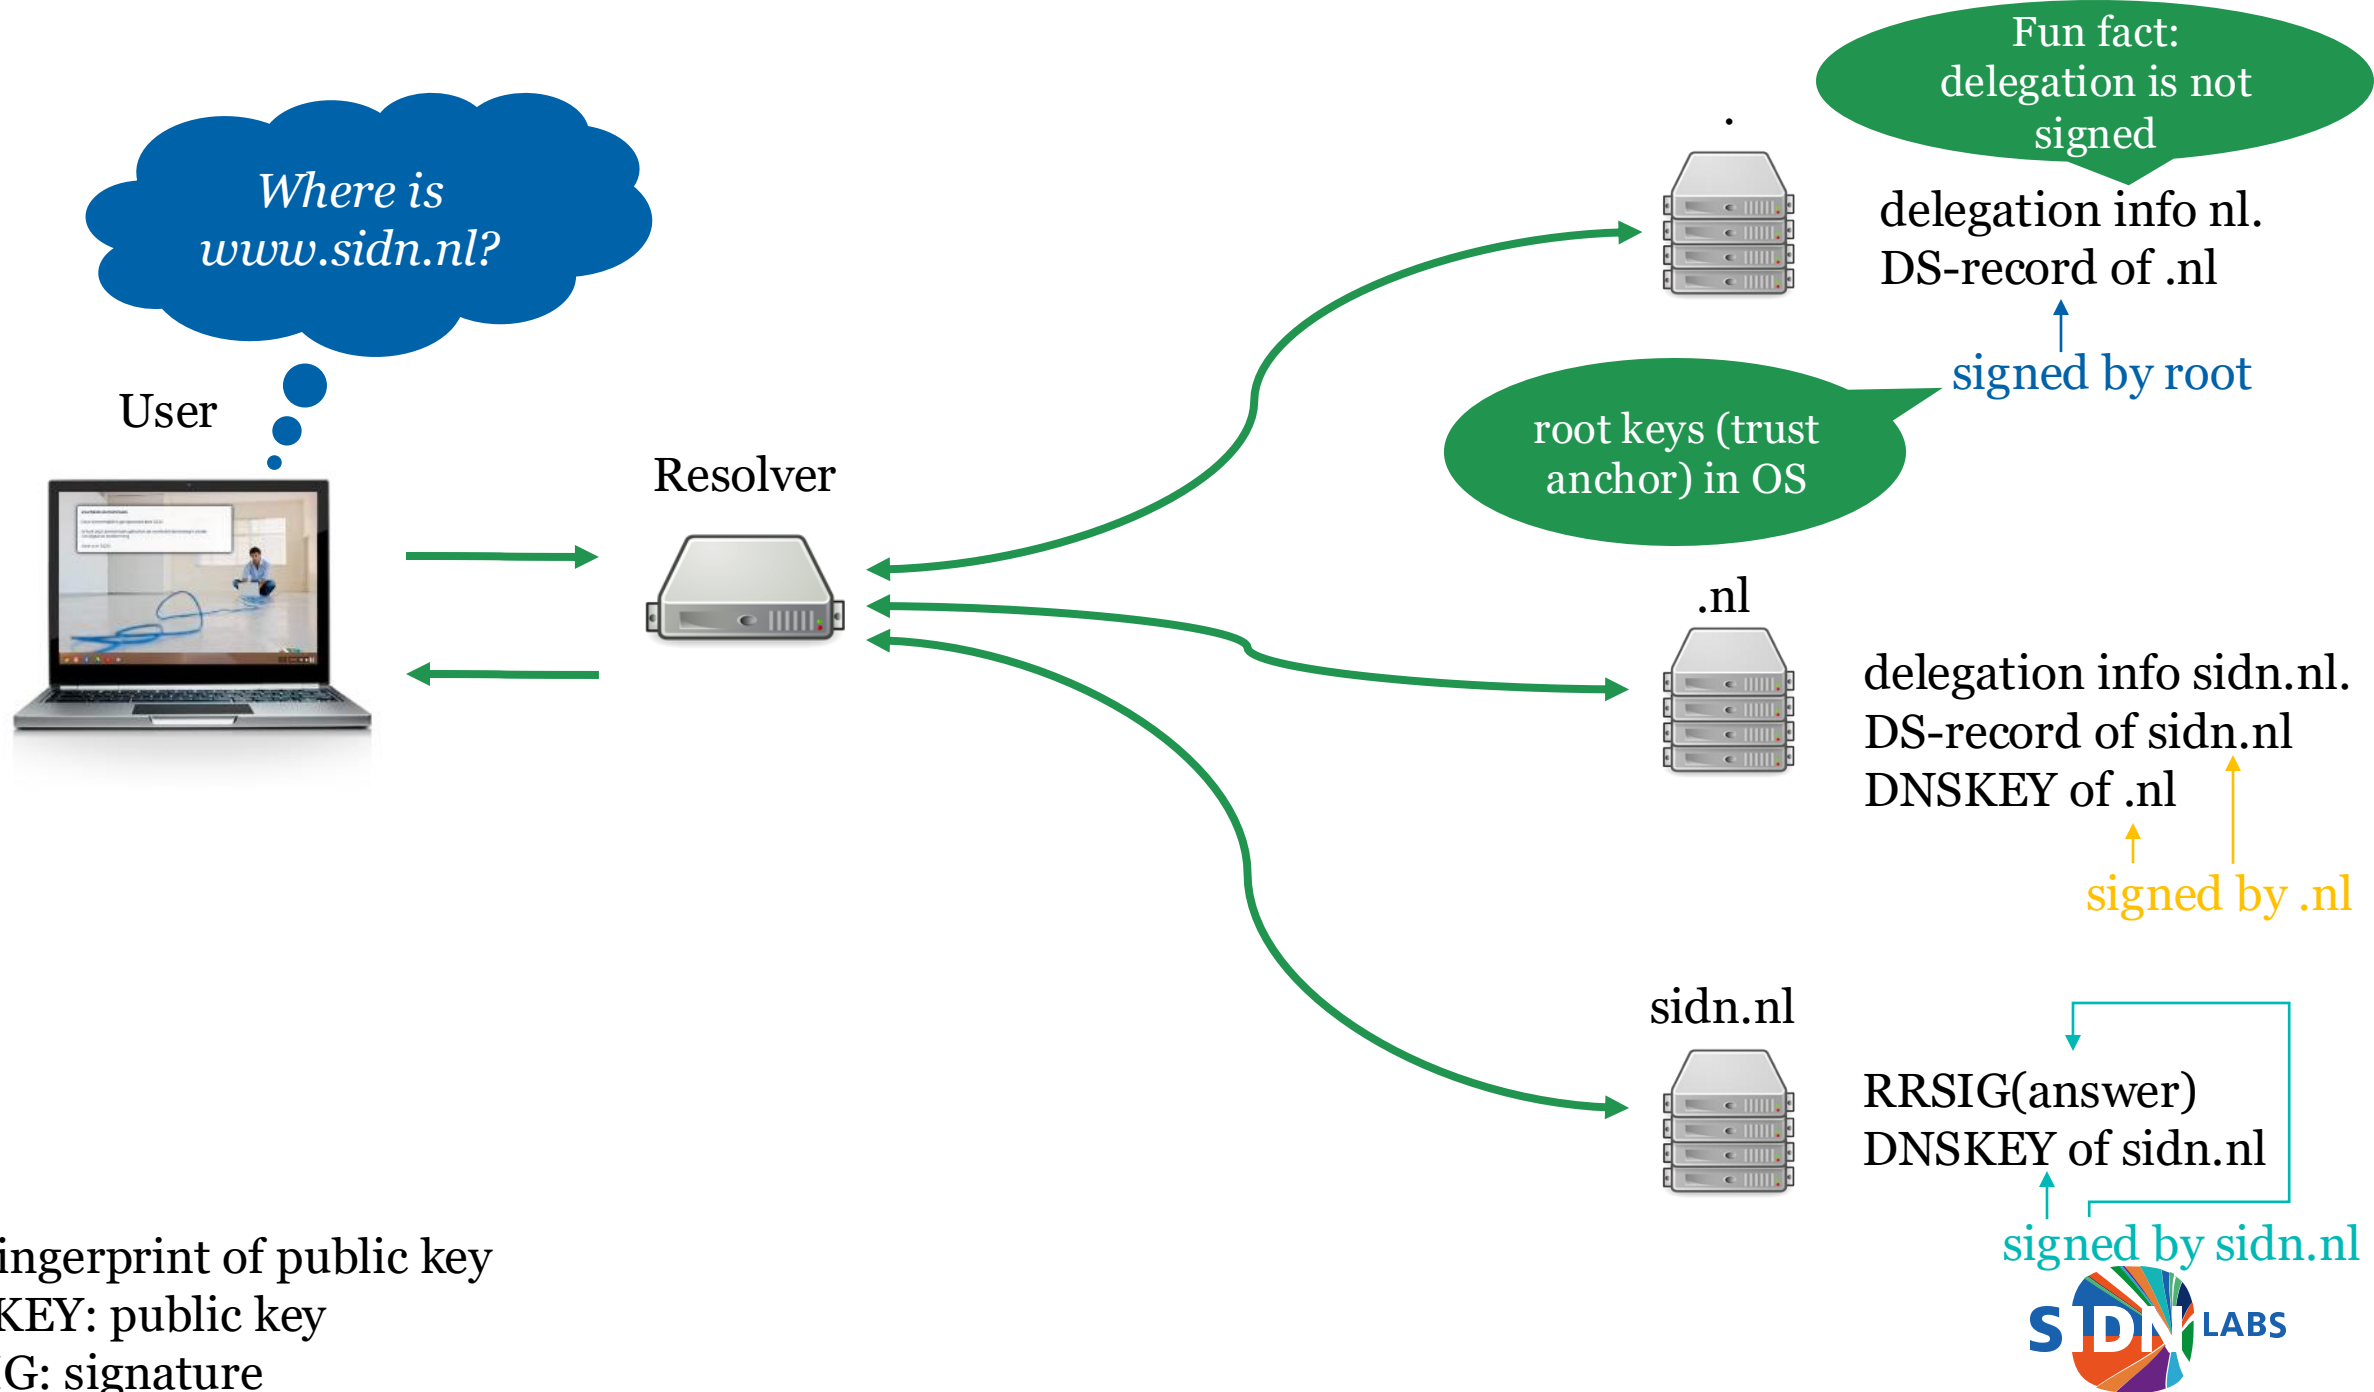 Fun fact:
delegation is not
signed
.
Where is
www.sidn.nl?
delegation info nl.
DS-record of .nl
signed by root
User
root keys (trust
anchor) in OS
Resolver
.nl
delegation info sidn.nl.
DS-record of sidn.nl
DNSKEY of .nl
signed by .nl
sidn.nl
RRSIG(answer)
DNSKEY of sidn.nl
signed by sidn.nl
ingerprint of public key
KEY: public key
IG: signature
SIDN LABS